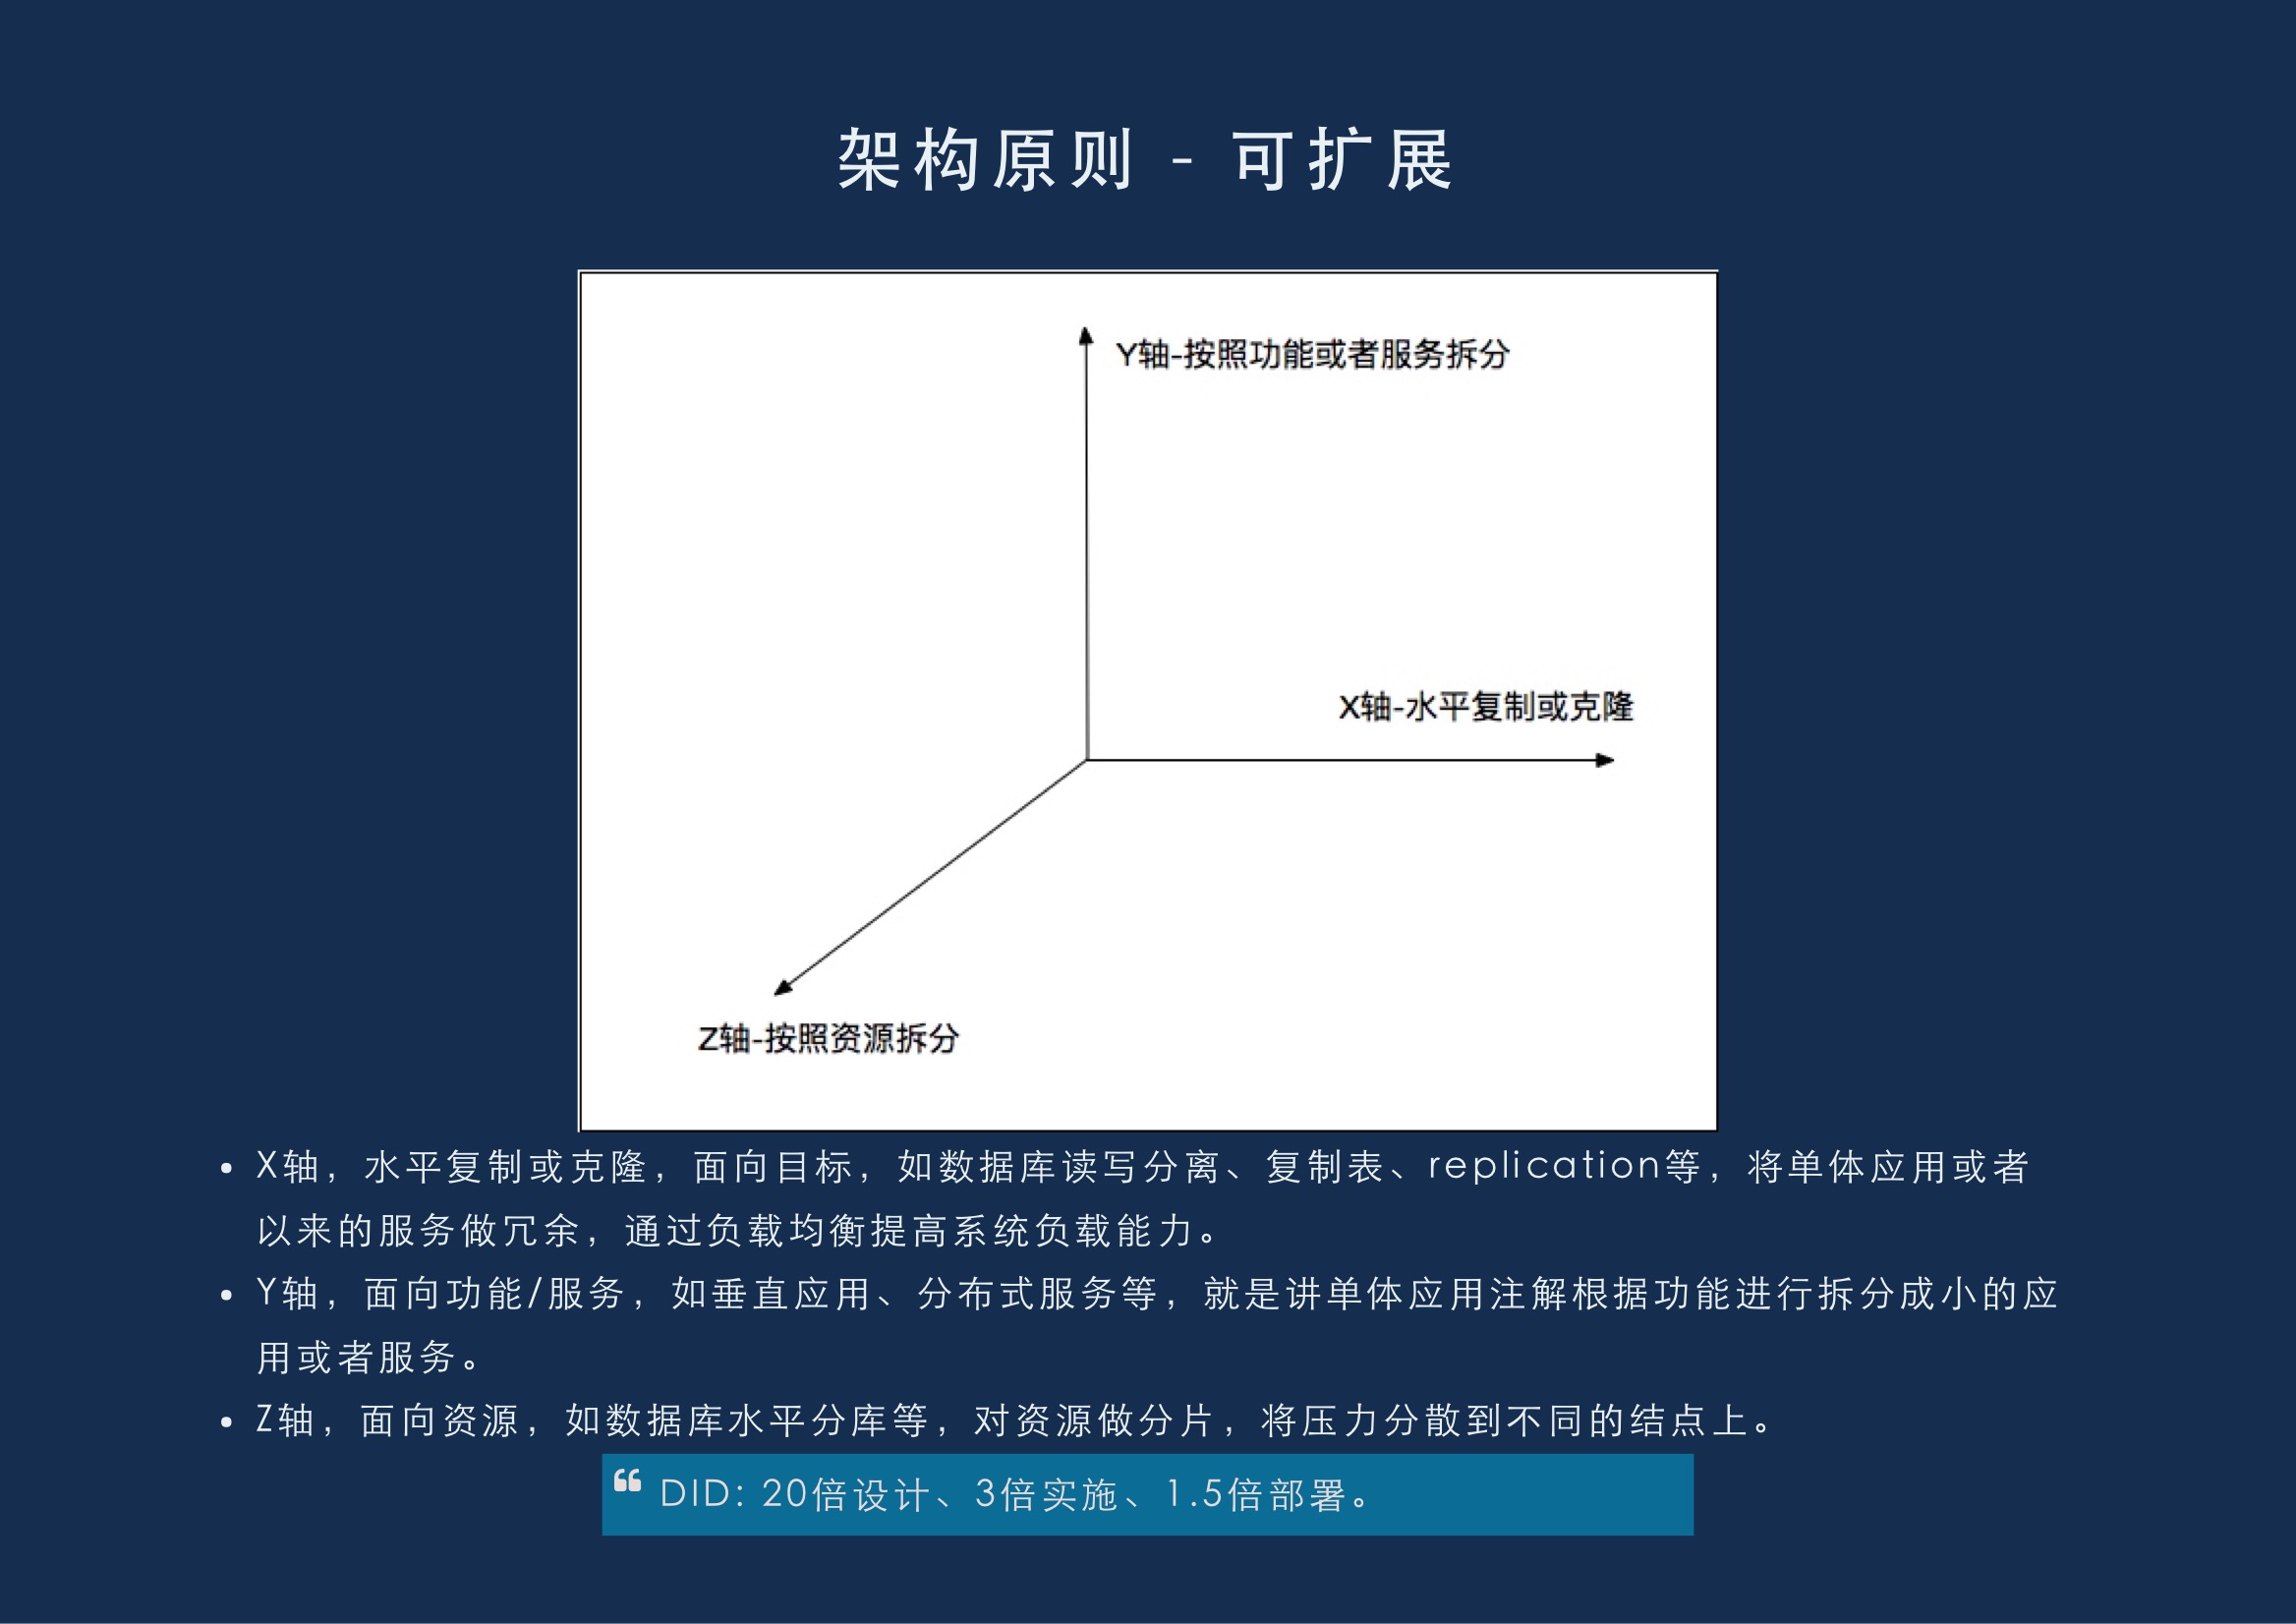 架构原则 - 可扩展
Y轴-按照功能或者服务拆分
X轴-水平复制或克隆
Z轴-按照资源拆分
• X轴，水平复制或克隆，面向目标，如数据库读写分离、复制表、replication等，将单体应用或者
以来的服务做冗余，通过负载均衡提高系统负载能力。
• Y轴，面向功能/服务，如垂直应用、分布式服务等，就是讲单体应用注解根据功能进行拆分成小的应
用或者服务。
• Z轴，面向资源，如数据库水平分库等，对资源做分片，将压力分散到不同的结点上。
❝ DID: 20倍设计、3倍实施、1.5倍部署。